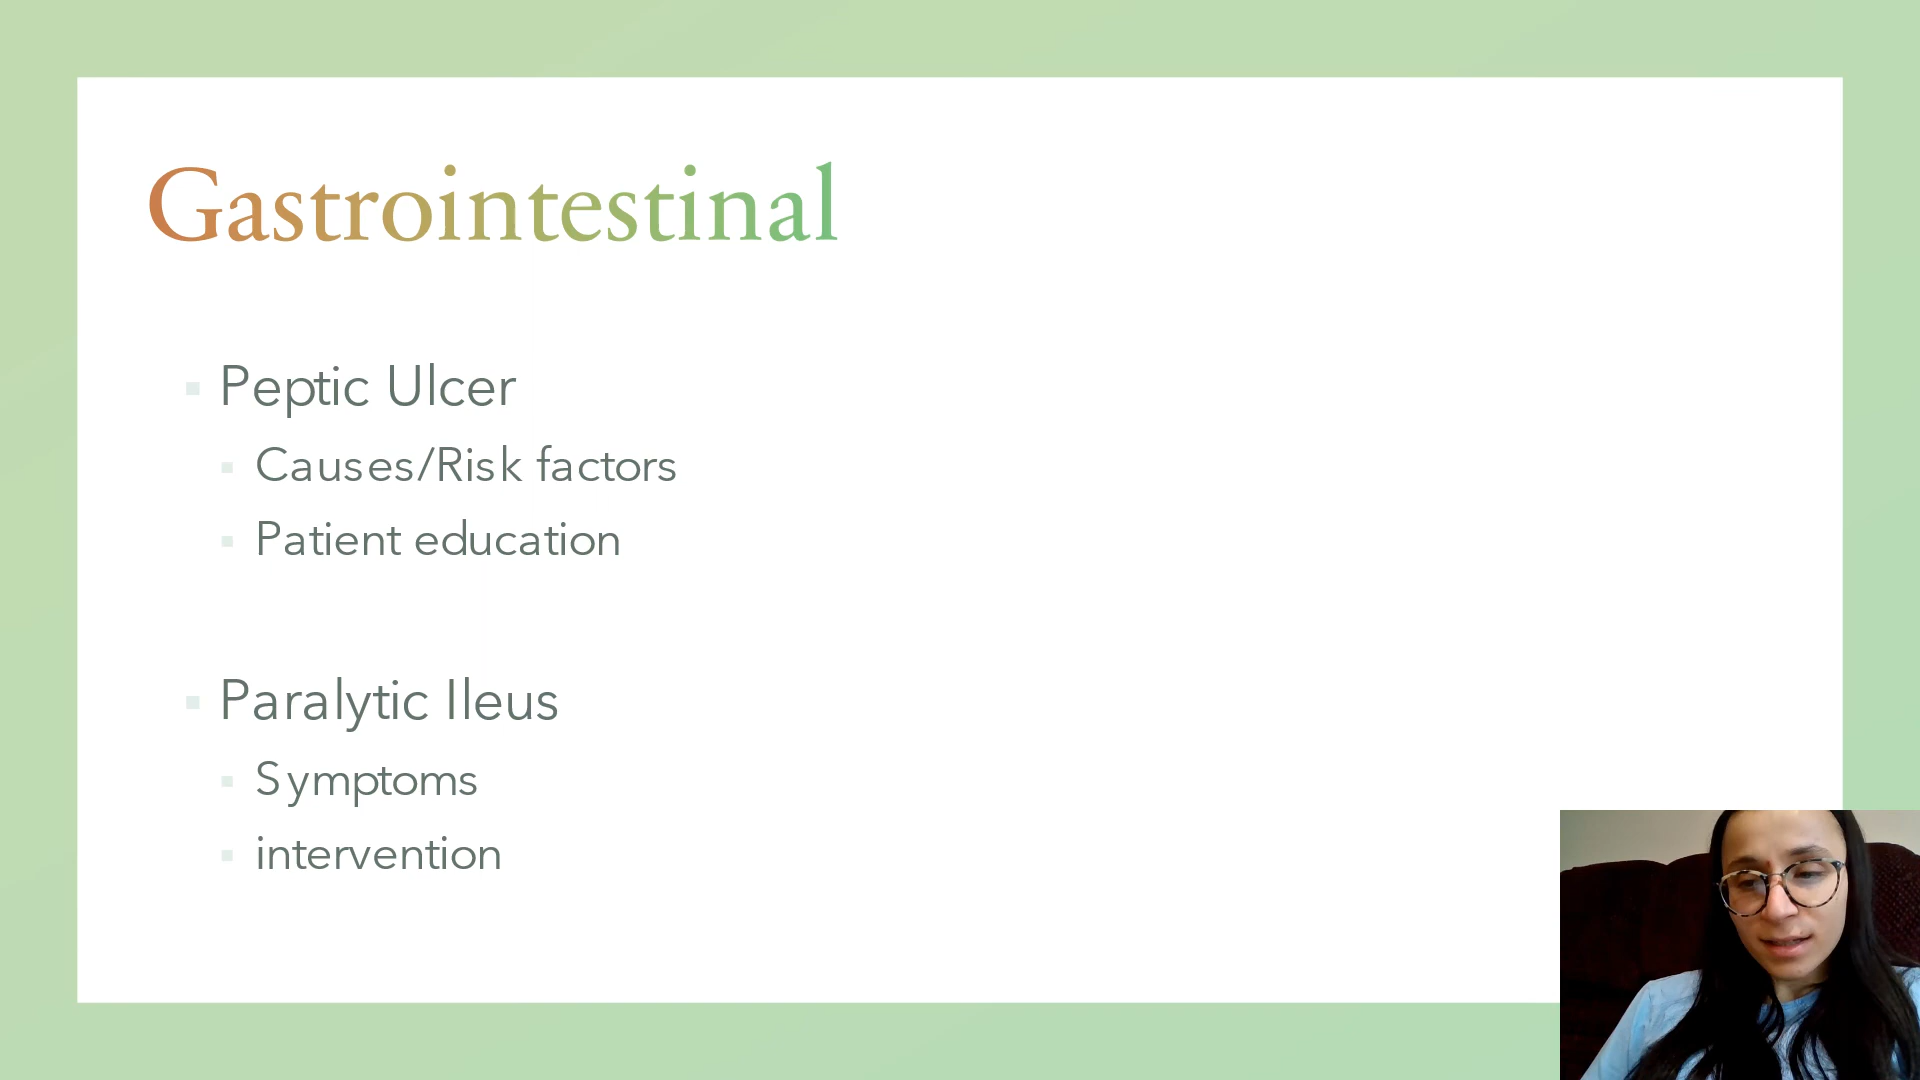 Gastrointestinal
Peptic Ulcer
Causes/Risk factors
Patient education
Paralytic Ileus
Symptoms
intervention